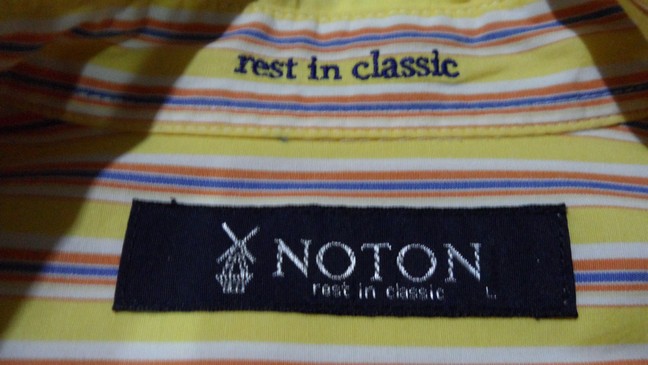 rest in classic
NOTON
rest in classic L